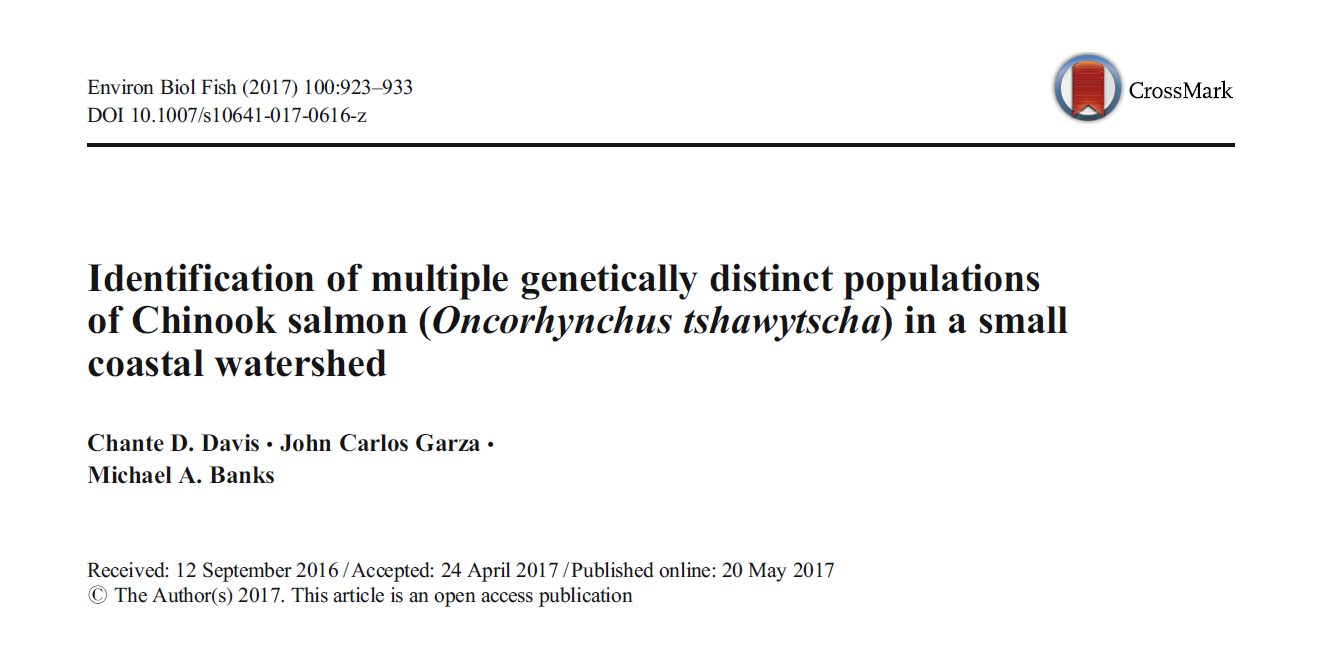 Environ Biol Fish (2017) 100:923–933
DOI 10.1007/s10641-017-0616-z
CrossMark
Identification of multiple genetically distinct populations
of Chinook salmon (Oncorhynchus tshawytscha) in a small
coastal watershed
Chante D. Davis • John Carlos Garza •
Michael A. Banks
Received: 12 September 2016 / Accepted: 24 April 2017 / Published online: 20 May 2017
© The Author(s) 2017. This article is an open access publication